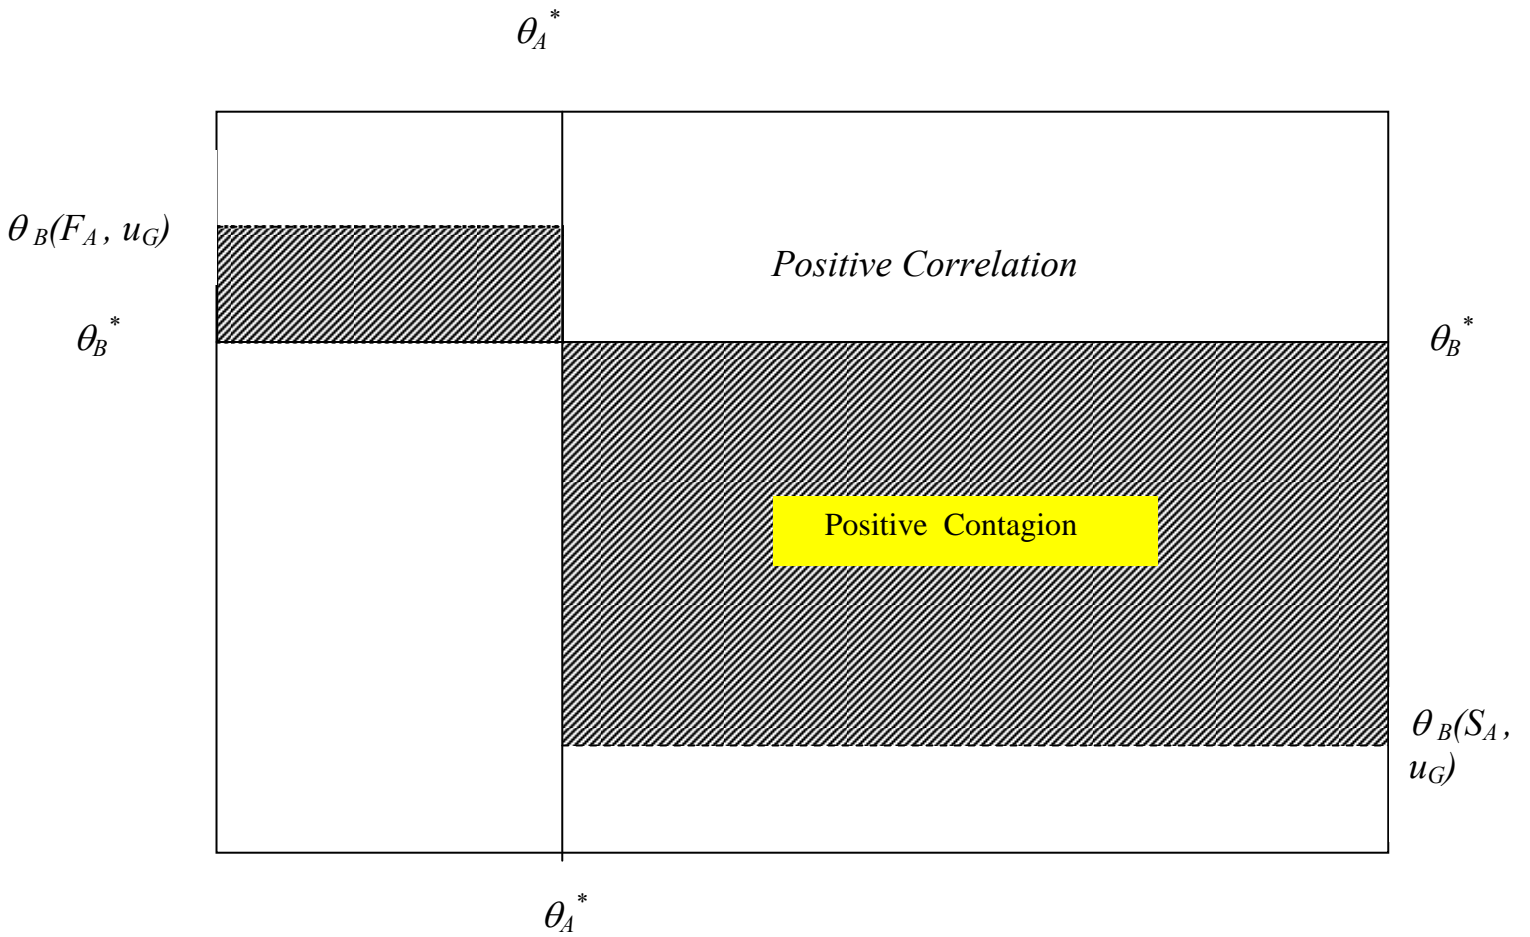 θA*
θB(FA, uG)
Positive Correlation
θB*
θB*
Positive Contagion
θB(SA,
uG)
θA*